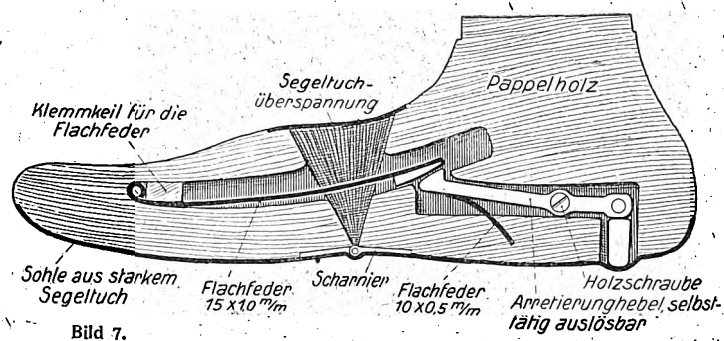 Segeltuch-
überspannung
Pappelholz
Klemmkeil für die
Flachfeder
Sohle aus starkem
Segeltuch
Flachfeder
15 x 1.0 m/m
Scharnier
Flachfeder
10 x 0,5 m/m
Holzschraube
Arretierunghebel, selbst-
tätig auslösbar
Bild 7.